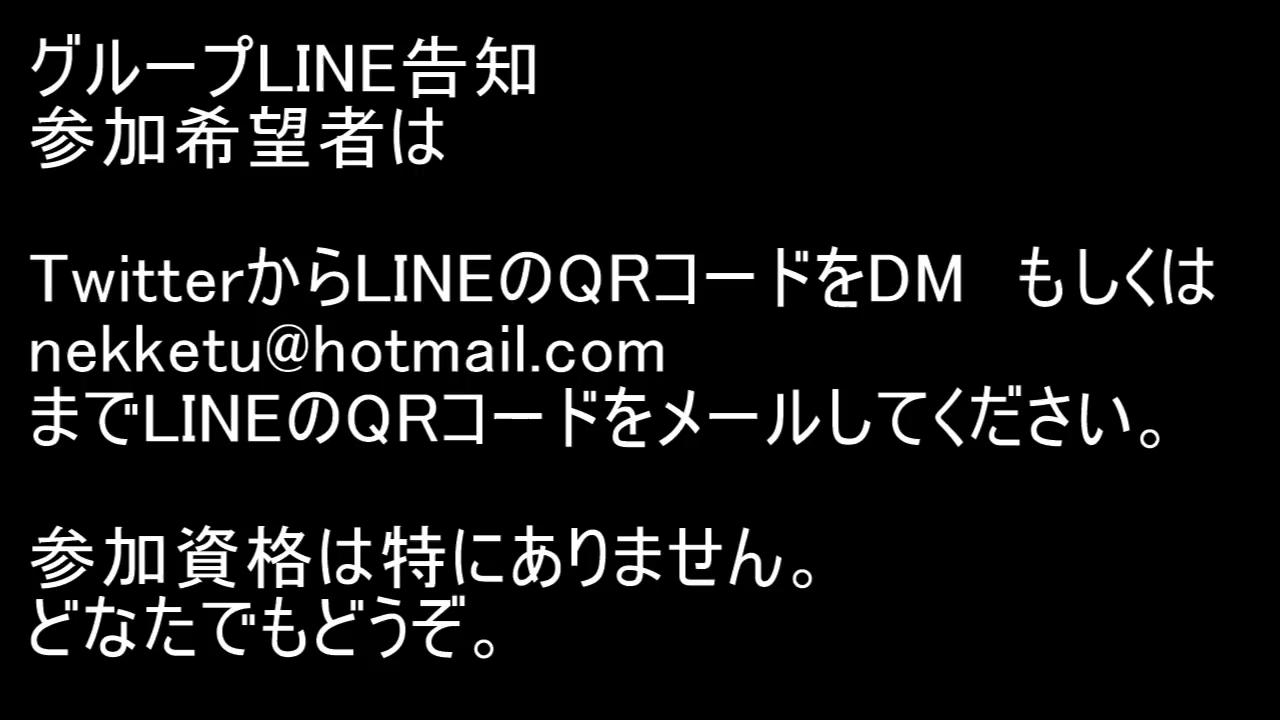 グループLINE告知
参加希望者は
TwitterからLINEのQRコードをDM　もしくは
nekketu@hotmail.com
までLINEのQRコードをメールしてください。
参加資格は特にありません。
どなたでもどうぞ。